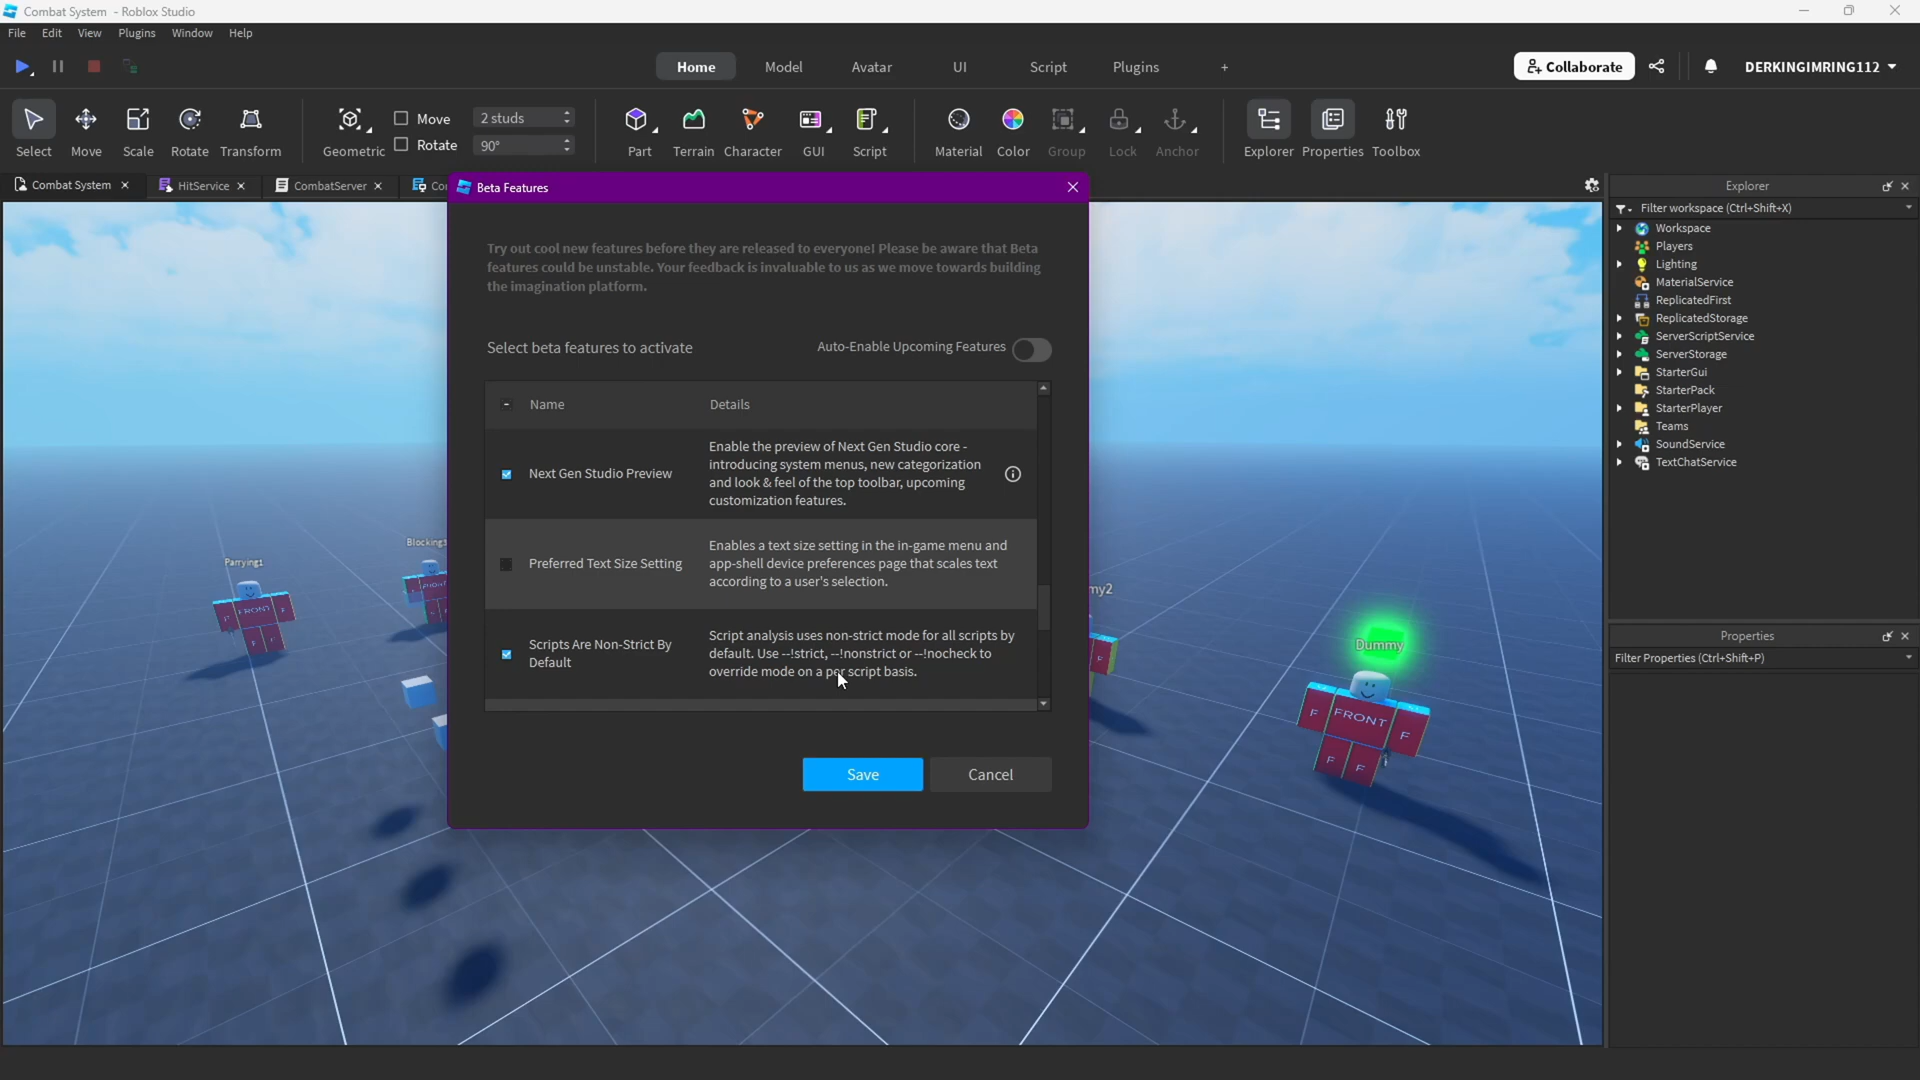 Combat System - Roblox Studio
File Edit View Plugins Window Help
Home Model Avatar UI Script Plugins +
Collaborate
DERKINGIMRING112
Select Move Scale Rotate Transform
Geometric
Move 2 studs
Rotate 90°
Part Terrain Character GUI Script
Material Color Group Lock Anchor
Explorer Properties Toolbox
Combat System HitService CombatServer
Beta Features
Try out cool new features before they are released to everyone! Please be aware that Beta
features could be unstable. Your feedback is invaluable to us as we move towards building
the imagination platform.
Select beta features to activate
Auto-Enable Upcoming Features
Name Details
Next Gen Studio Preview
Enable the preview of Next Gen Studio core -
introducing system menus, new categorization
and look & feel of the top toolbar, upcoming
customization features.
Preferred Text Size Setting
Enables a text size setting in the in-game menu and
app-shell device preferences page that scales text
according to a user's selection.
Scripts Are Non-Strict By
Default
Script analysis uses non-strict mode for all scripts by
default. Use --!strict, --!nonstrict or --!nocheck to
override mode on a per script basis.
Save Cancel
Parrying1
FRONT
F F
F F
my2
F
Dummy
FRONT
F F
F F
Explorer
Filter workspace (Ctrl+Shift+X)
Workspace
Players
Lighting
MaterialService
ReplicatedFirst
ReplicatedStorage
ServerScriptService
ServerStorage
StarterGui
StarterPack
StarterPlayer
Teams
SoundService
TextChatService
Properties
Filter Properties (Ctrl+Shift+P)